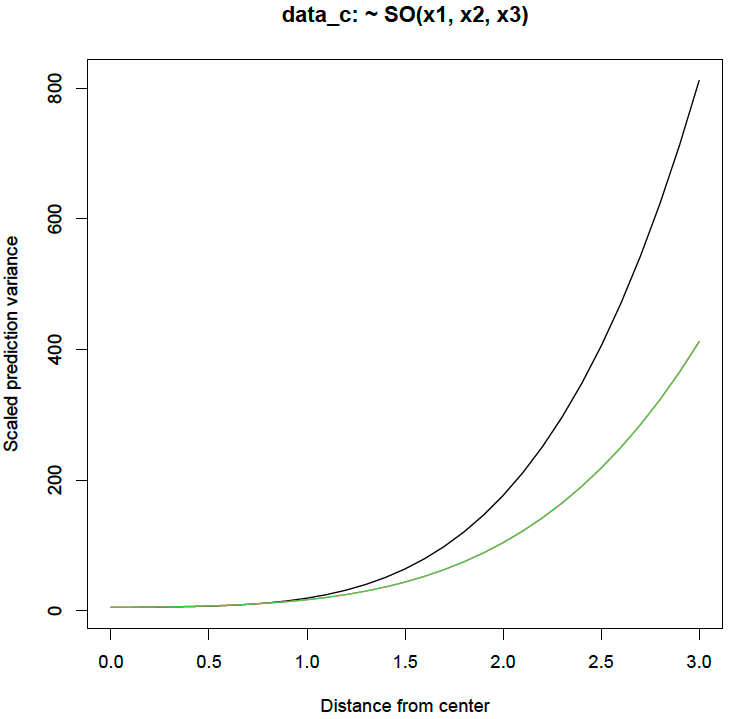 data_c: ~ SO(x1, x2, x3)
Scaled prediction variance
800
600
400
200
0
0.0 0.5 1.0 1.5 2.0 2.5 3.0
Distance from center